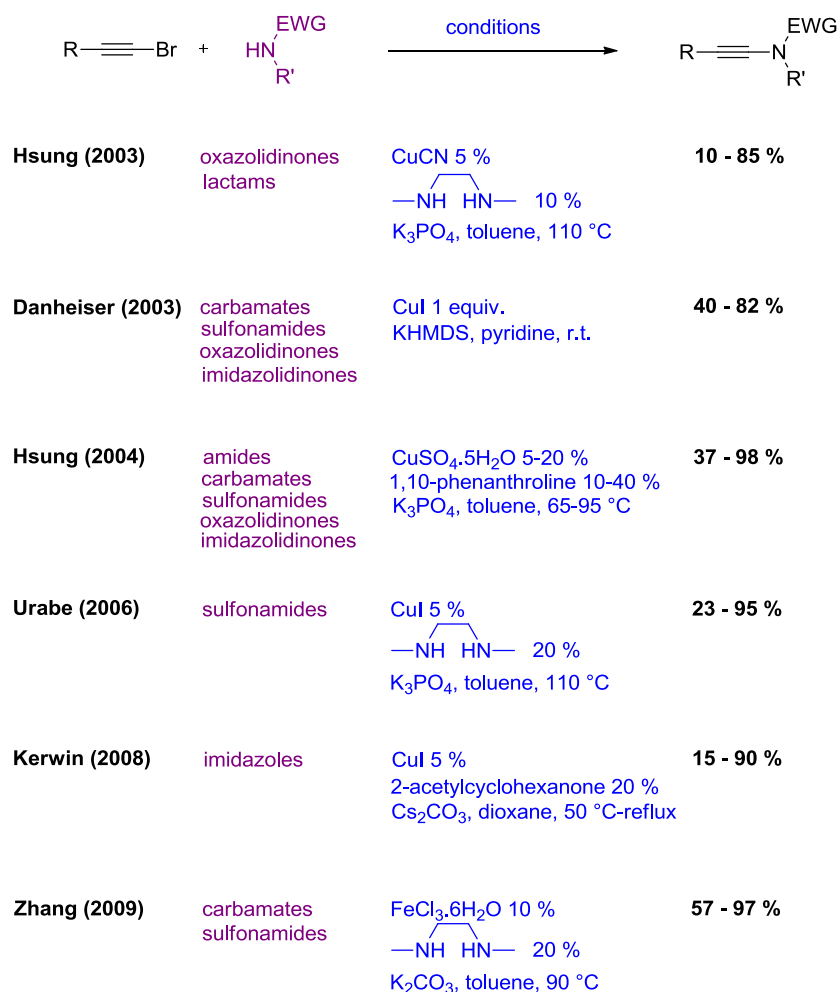 EWG
R
Br
+
HN
R'
conditions
EWG
R
N
R'
Hsung (2003)
oxazolidinones
lactams
CuCN 5 %
NH HN 10 %
K3PO4, toluene, 110 °C
10 - 85 %
Danheiser (2003)
carbamates
sulfonamides
oxazolidinones
imidazolidinones
CuI 1 equiv.
KHMDS, pyridine, r.t.
40 - 82 %
Hsung (2004)
amides
carbamates
sulfonamides
oxazolidinones
imidazolidinones
CuSO4.5H2O 5-20 %
1,10-phenanthroline 10-40 %
K3PO4, toluene, 65-95 °C
37 - 98 %
Urabe (2006)
sulfonamides
CuI 5 %
NH HN 20 %
K3PO4, toluene, 110 °C
23 - 95 %
Kerwin (2008)
imidazoles
CuI 5 %
2-acetylcyclohexanone 20 %
Cs2CO3, dioxane, 50 °C-reflux
15 - 90 %
Zhang (2009)
carbamates
sulfonamides
FeCl3.6H2O 10 %
NH HN 20 %
K2CO3, toluene, 90 °C
57 - 97 %